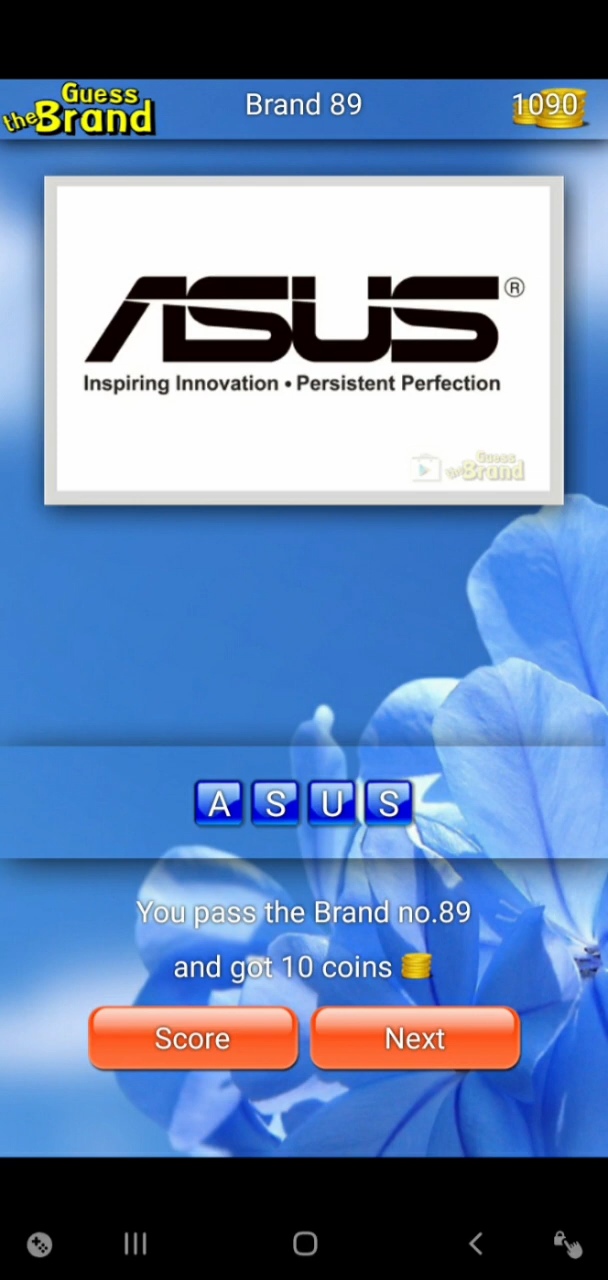 Guess
the Brand
Brand 89
1090
ASUS®
Inspiring Innovation • Persistent Perfection
Guess
the Brand
A S U S
You pass the Brand no.89
and got 10 coins
Score
Next